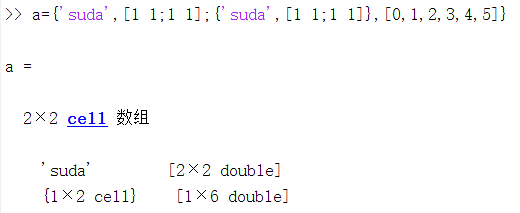 >> a={'suda',[1 1;1 1];{'suda',[1 1;1 1]},[0,1,2,3,4,5]}
a =
2×2 cell 数组
'suda' [2×2 double]
{1×2 cell} [1×6 double]